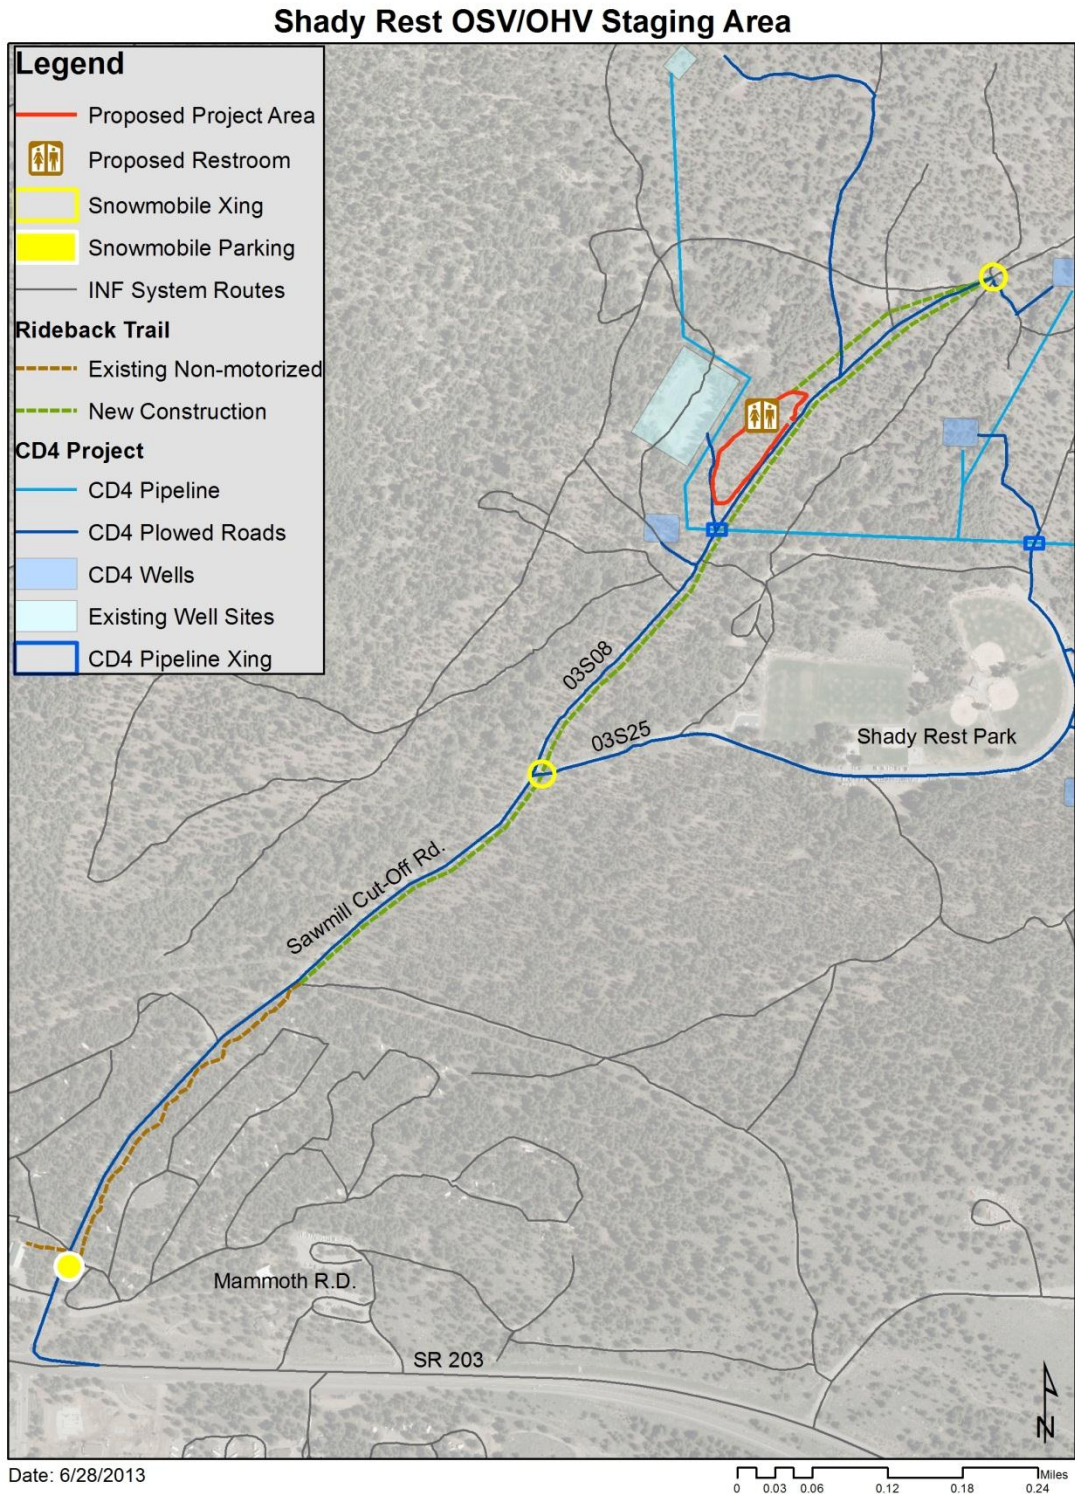 Shady Rest OSV/OHV Staging Area
Legend
Proposed Project Area
Proposed Restroom
Snowmobile Xing
Snowmobile Parking
INF System Routes
Rideback Trail
Existing Non-motorized
New Construction
CD4 Project
CD4 Pipeline
CD4 Plowed Roads
CD4 Wells
Existing Well Sites
CD4 Pipeline Xing
03S08
03S25
Shady Rest Park
Sawmill Cut-Off Rd.
Mammoth R.D.
SR 203
N
Date: 6/28/2013
Miles
0 0.03 0.06 0.12 0.18 0.24